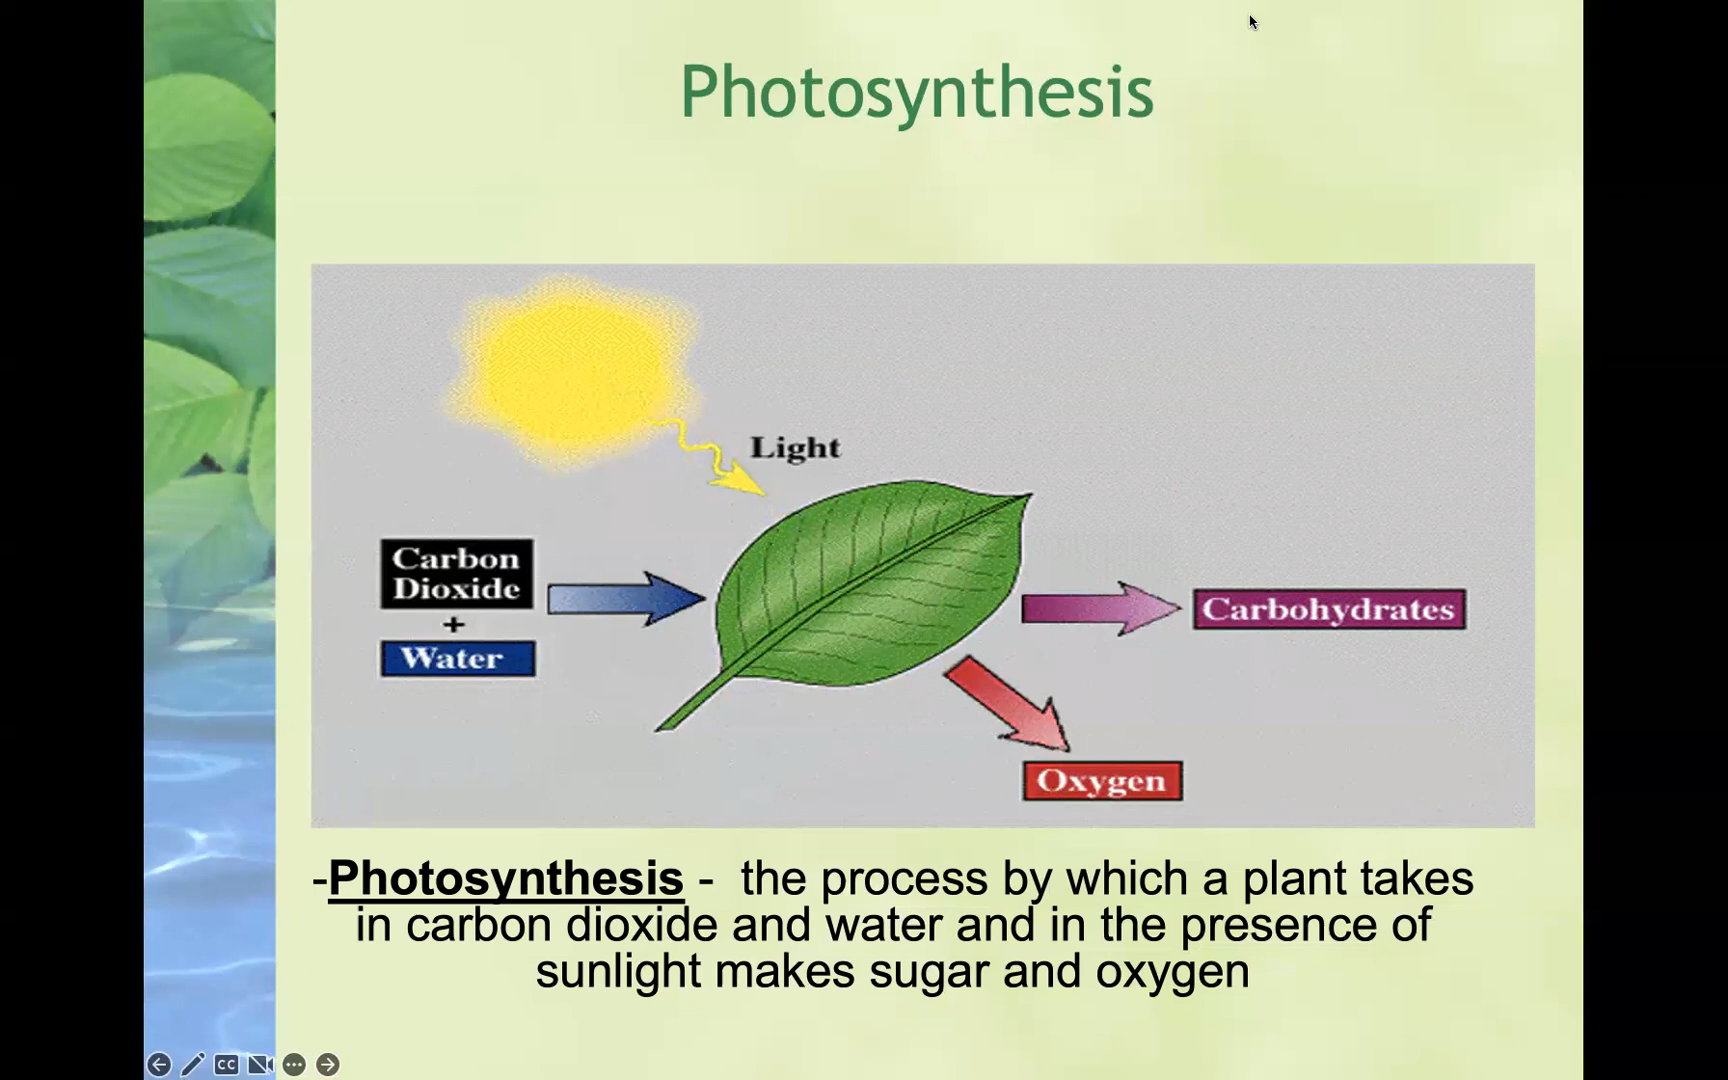 Photosynthesis
Light
Carbon
Dioxide
+
Water
Carbohydrates
Oxygen
-Photosynthesis - the process by which a plant takes
in carbon dioxide and water and in the presence of
sunlight makes sugar and oxygen
CC